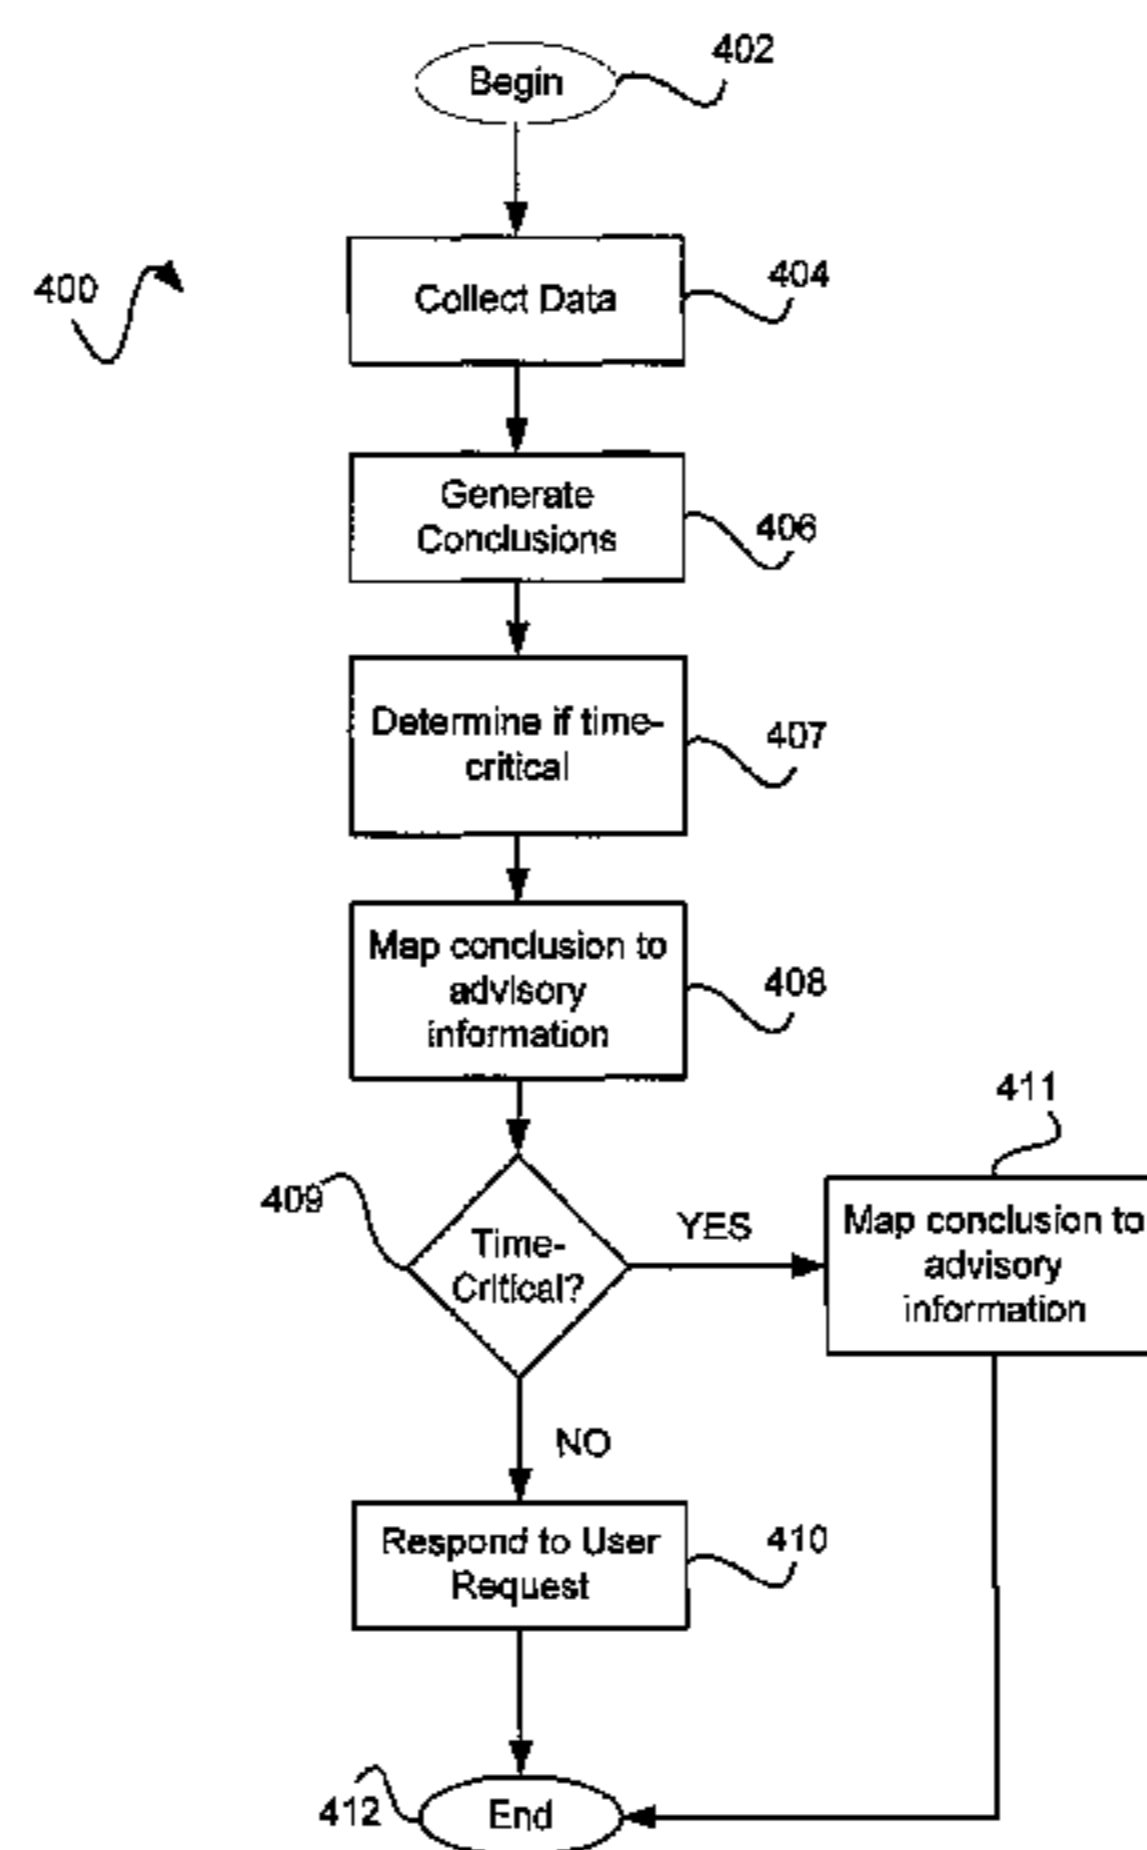 402
Begin
404
400
Collect Data
Generate
Conclusions
406
Determine if time-
critical
407
Map conclusion to
advisory
information
408
411
409
Time-
Critical?
YES
Map conclusion to
advisory
information
NO
Respond to User
Request
410
412
End